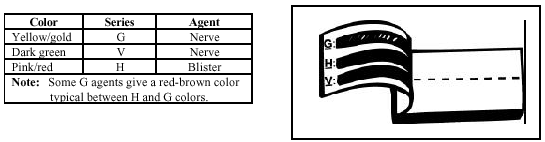 Color Series Agent
Yellow/gold G Nerve
Dark green V Nerve
Pink/red H Blister
Note: Some G agents give a red-brown color
typical between H and G colors.
G:
H:
V: